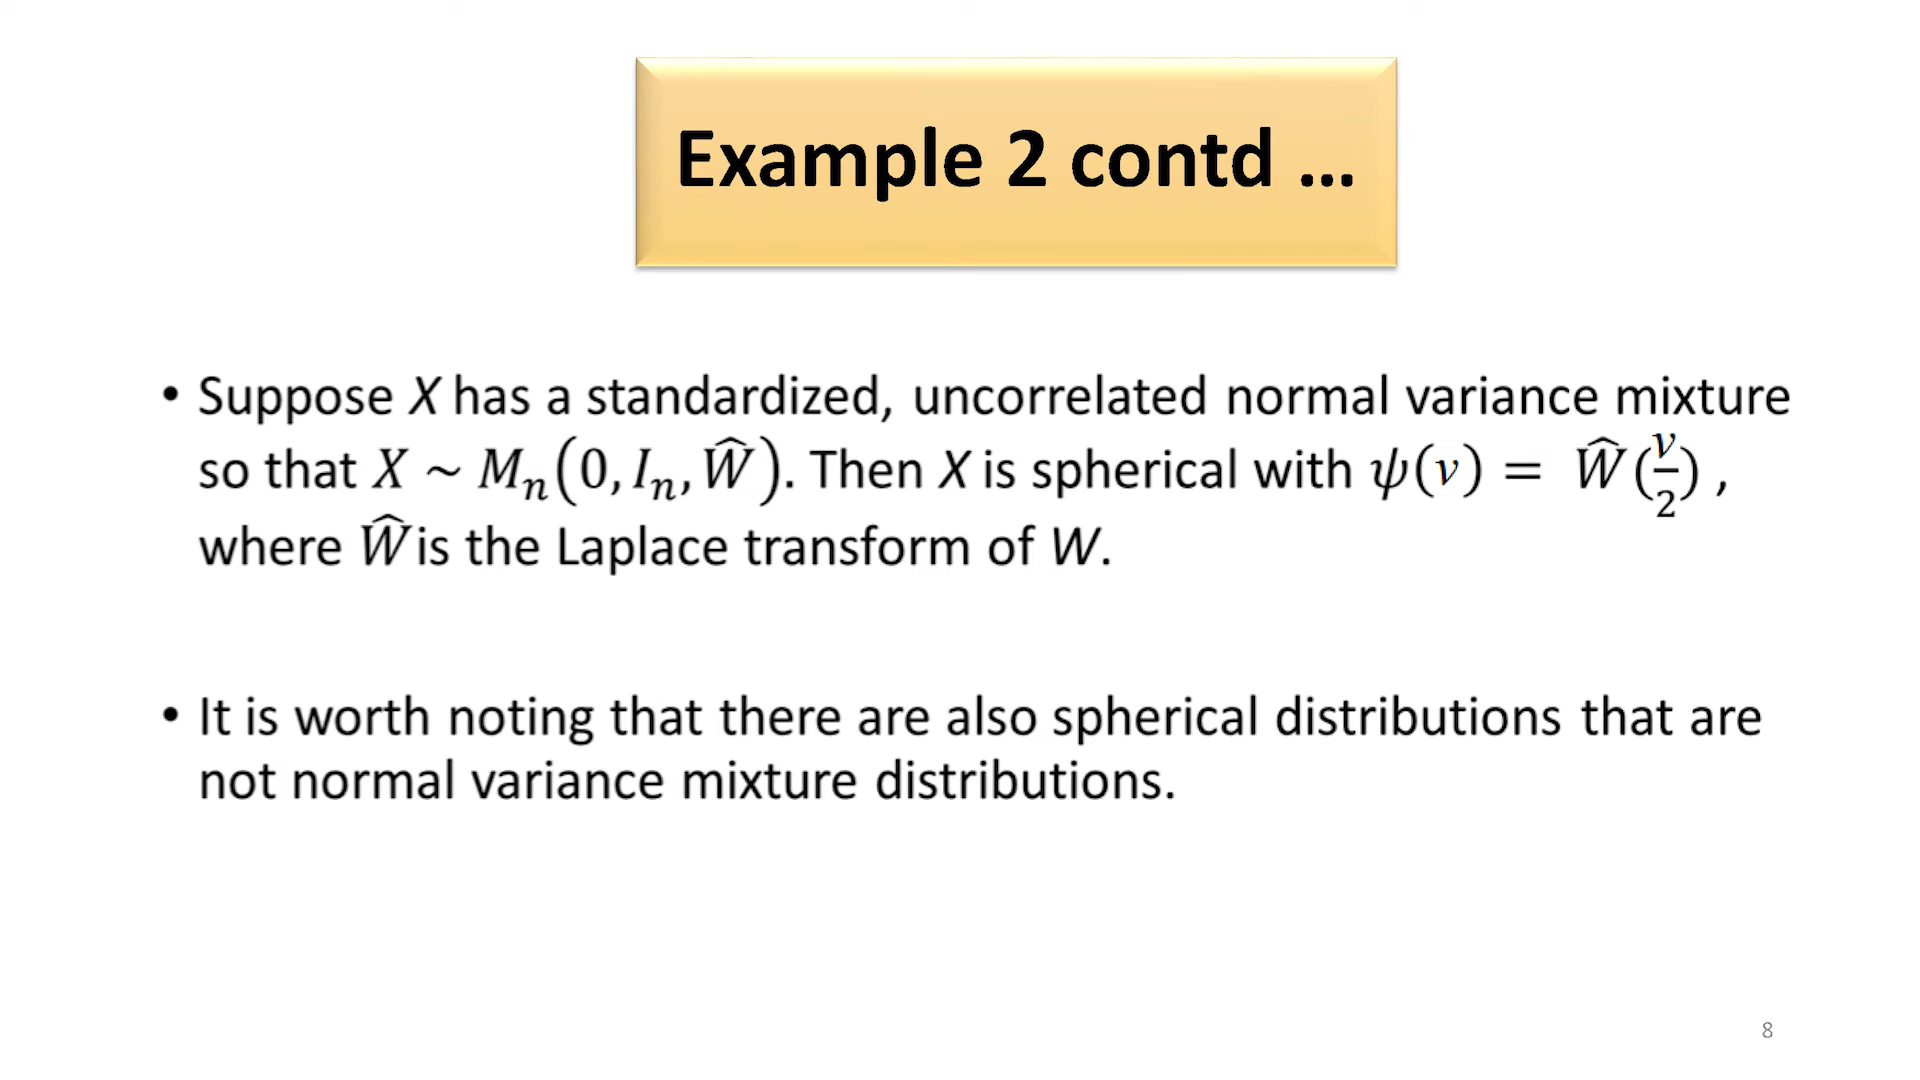 Example 2 contd ...
• Suppose X has a standardized, uncorrelated normal variance mixture
so that X ~ Mₙ(0, Iₙ, Ŵ). Then X is spherical with ψ(v) = Ŵ(v/2) ,
where Ŵ is the Laplace transform of W.
• It is worth noting that there are also spherical distributions that are
not normal variance mixture distributions.
8